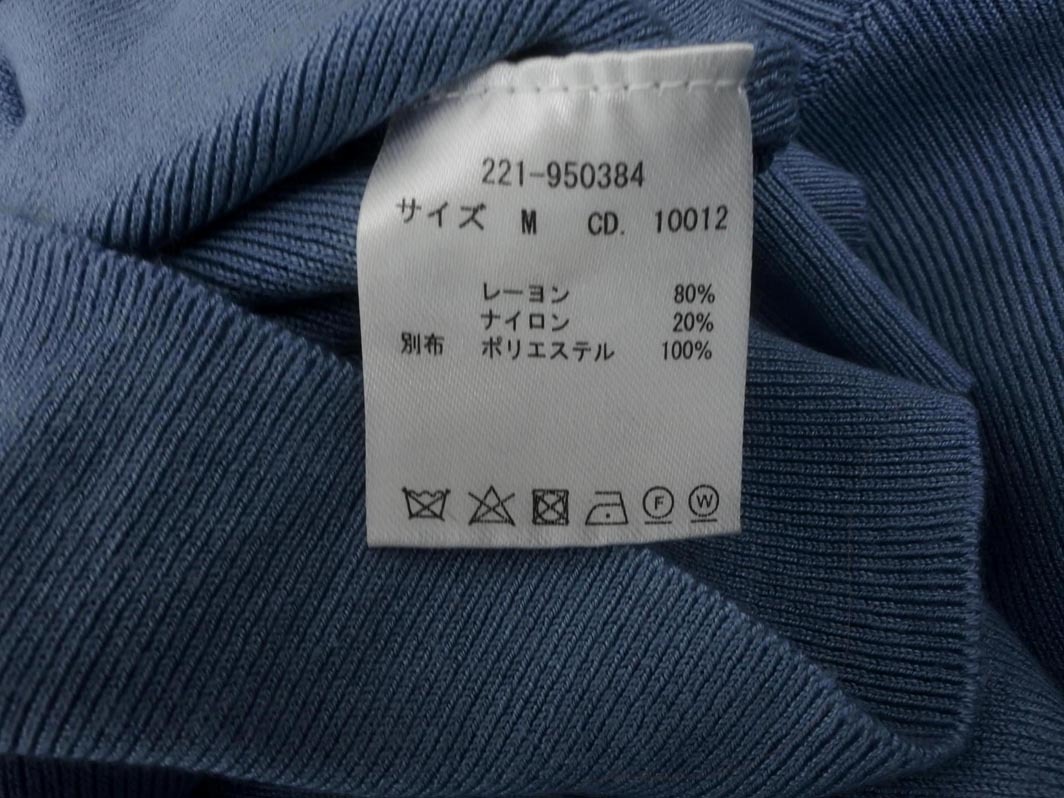 221-950384
サイズ M CD. 10012
レーヨン 80%
ナイロン 20%
別布 ポリエステル 100%
F W